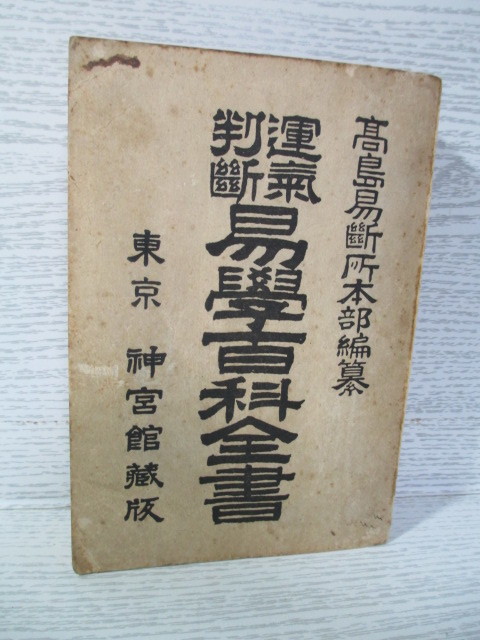 髙島易斷所本部編纂
運氣
判斷
易學百科全書
東京 神宮館藏版